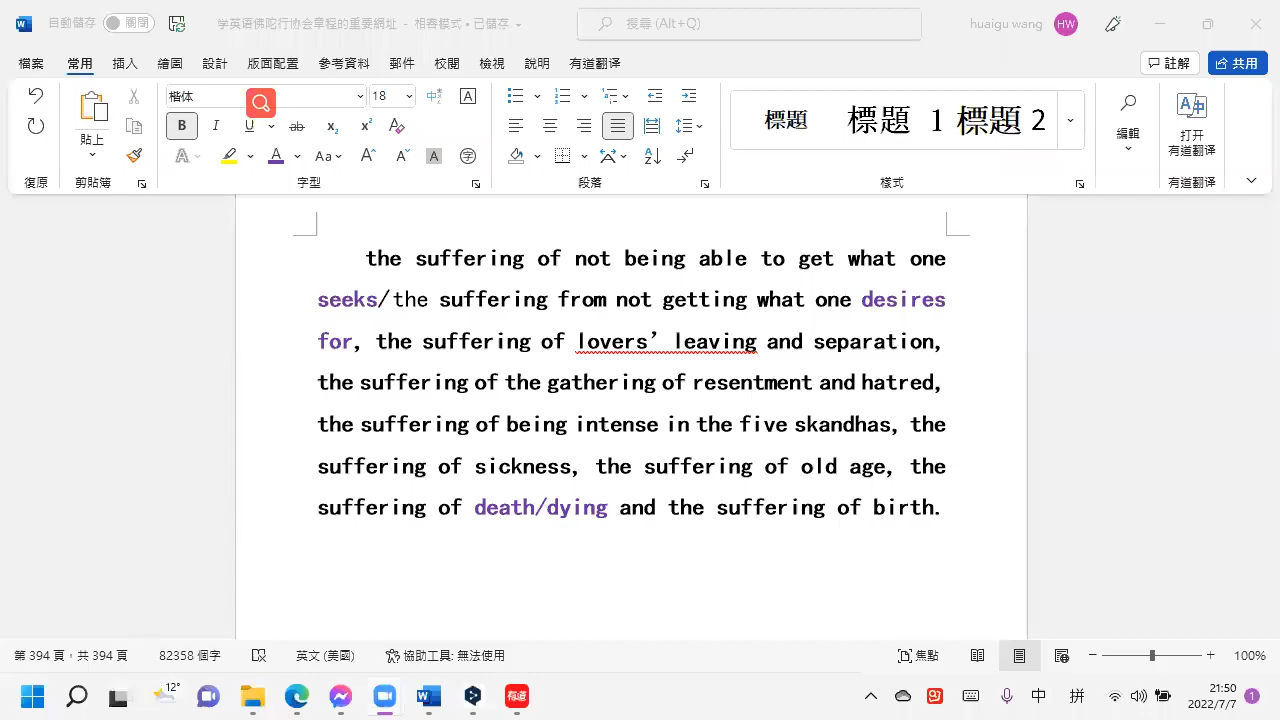 自動儲存 關閉 学英语佛陀行协会章程的重要網址 - 相容模式 • 已儲存 搜尋 (Alt+Q) huaigu wang HW
檔案 常用 插入 繪圖 設計 版面配置 參考資料 郵件 校閱 檢視 說明 有道翻译 註解 共用
楷体 18
標題 標題 1 標題 2
貼上 編輯 打开
有道翻译
復原 剪貼簿 字型 段落 樣式 有道翻译
the suffering of not being able to get what one
seeks/the suffering from not getting what one desires
for, the suffering of lovers’ leaving and separation,
the suffering of the gathering of resentment and hatred,
the suffering of being intense in the five skandhas, the
suffering of sickness, the suffering of old age, the
suffering of death/dying and the suffering of birth.
第 394 頁，共 394 頁 82358 個字 英文 (美國) 協助工具: 無法使用 焦點 100%
12° 有道 中 拼 21:50
2022/7/7 1